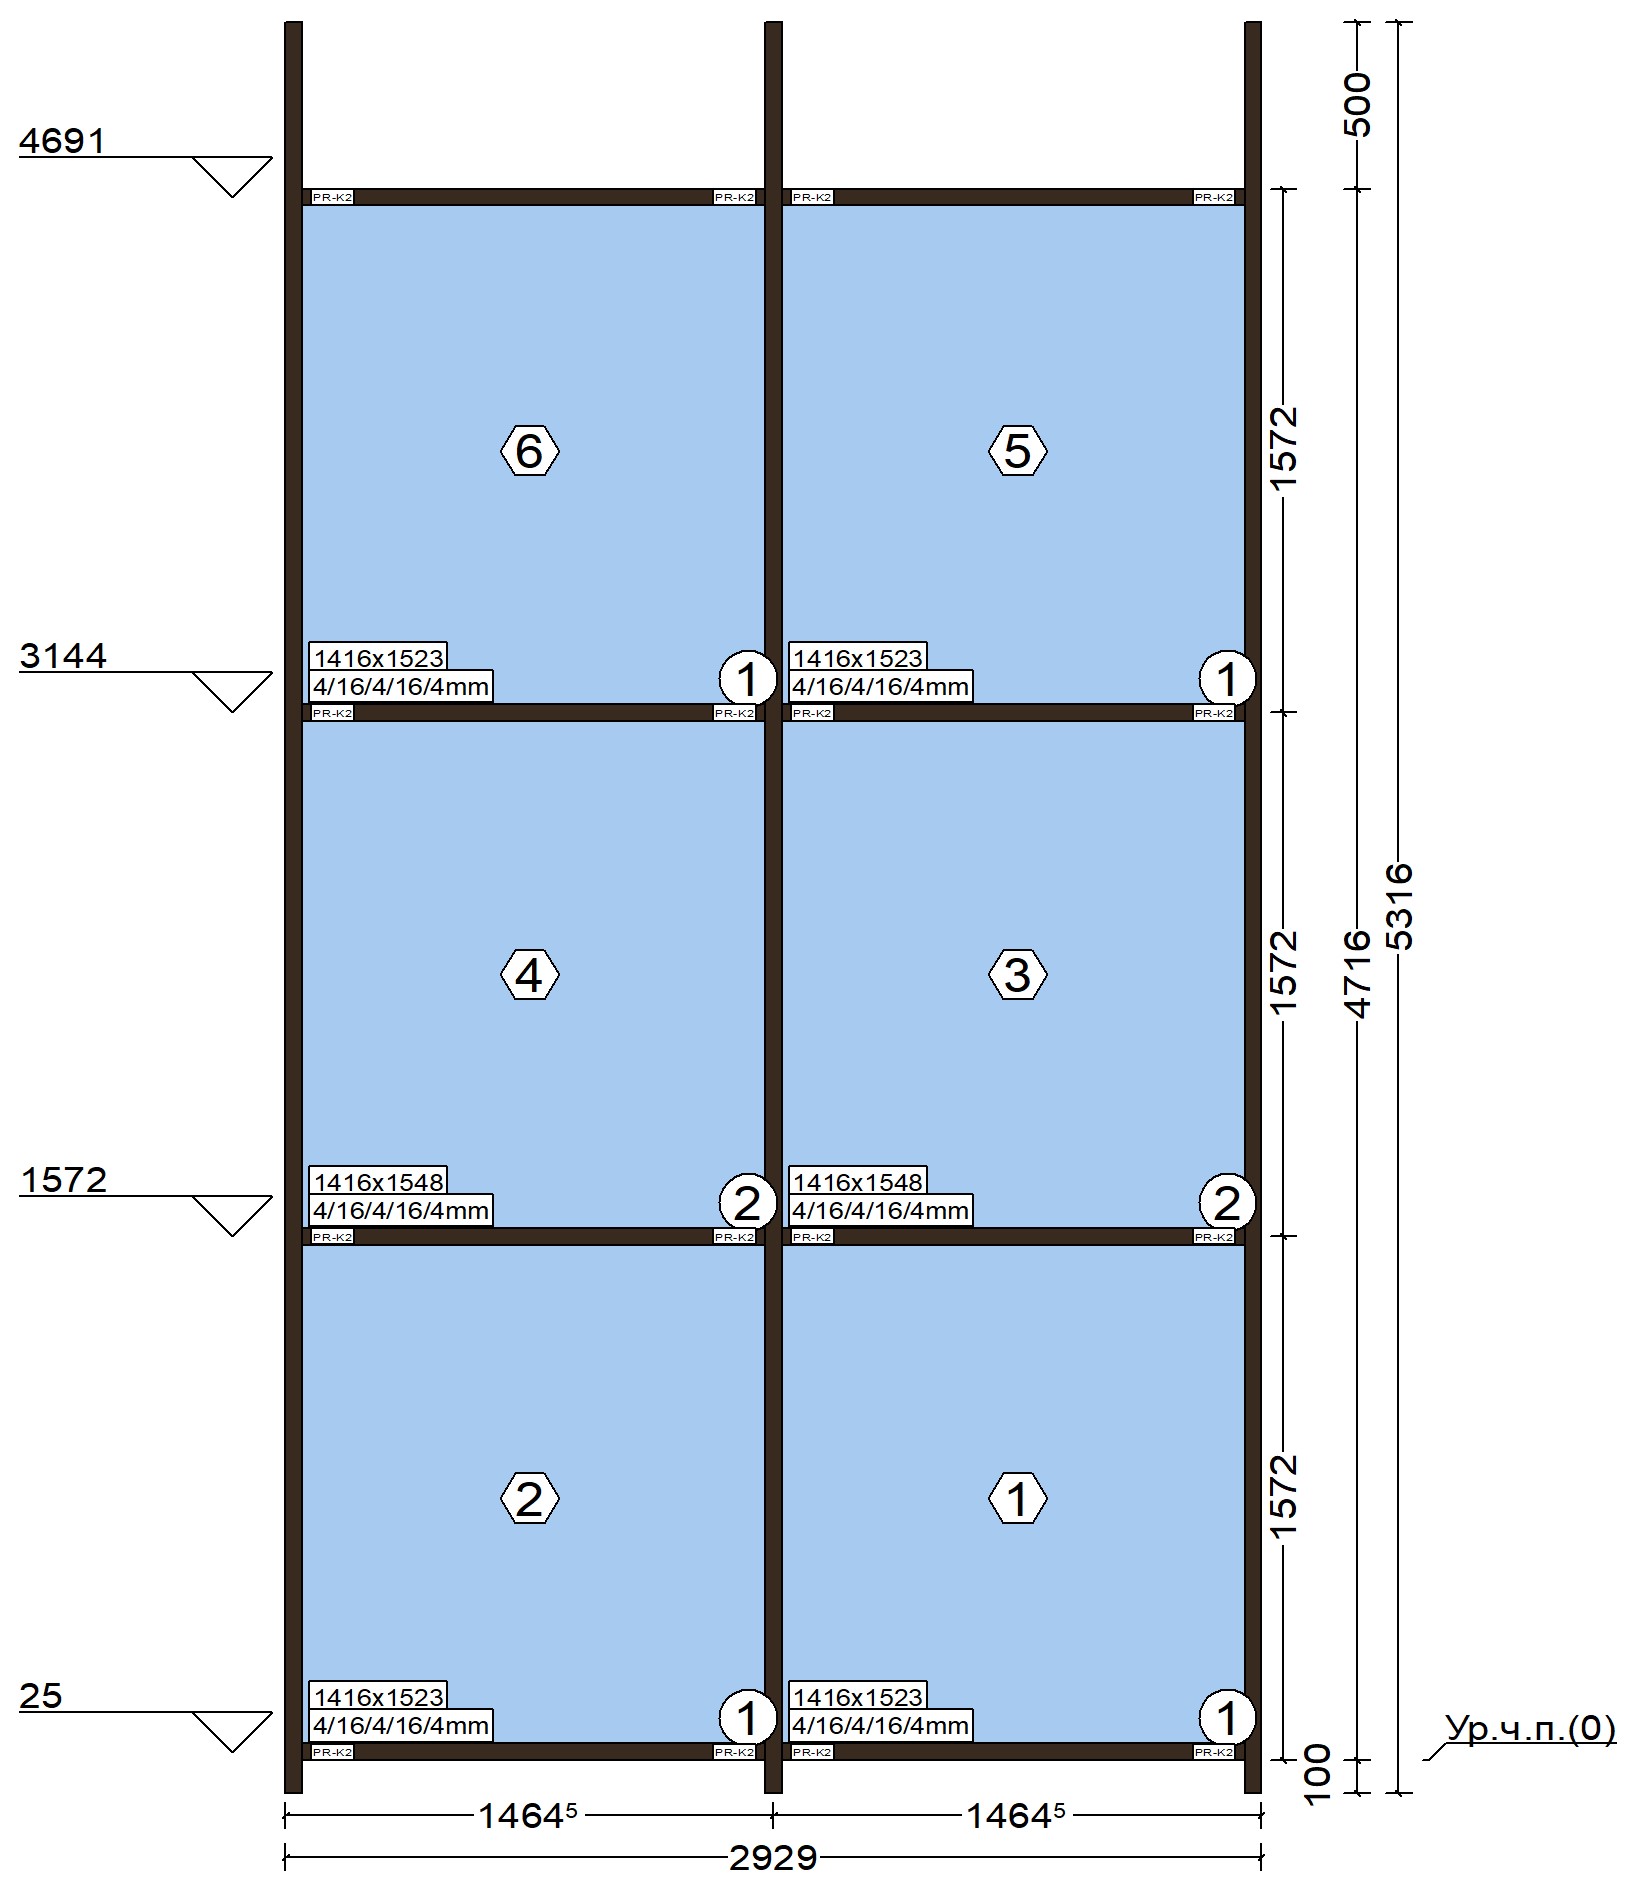 500
4691
PR-K2 PR-K2 PR-K2 PR-K2
6 5
1572
3144
1416x1523 1416x1523
4/16/4/16/4mm 1 4/16/4/16/4mm 1
PR-K2 PR-K2 PR-K2 PR-K2
5316
4 3
1572
4716
1572
1416x1548 1416x1548
4/16/4/16/4mm 2 4/16/4/16/4mm 2
PR-K2 PR-K2 PR-K2 PR-K2
2 1
1572
25
1416x1523 1416x1523
4/16/4/16/4mm 1 4/16/4/16/4mm 1
Ур.ч.п.(0)
PR-K2 PR-K2 PR-K2 PR-K2
100
1464⁵ 1464⁵
2929